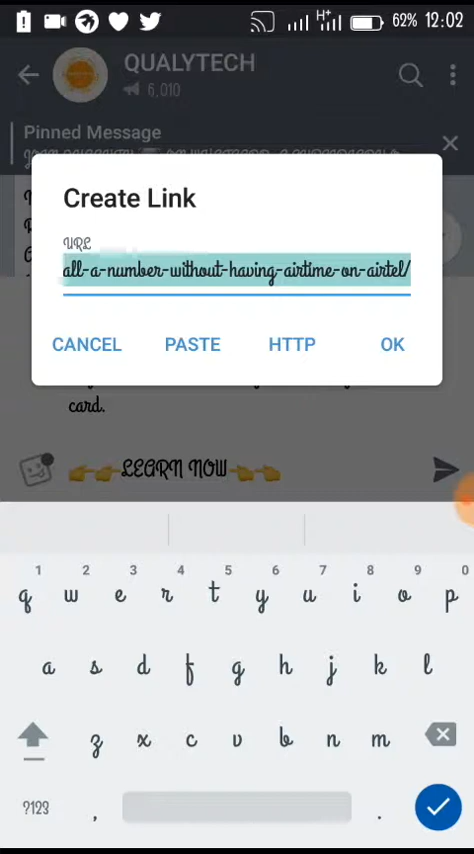 62% 12:02
QUALYTECH
6,010
Pinned Message
Create Link
URL
all-a-number-without-having-airtime-on-airtel/
CANCEL PASTE HTTP OK
card.
👉👉LEARN NOW👈👈
1 2 3 4 5 6 7 8 9 0
q w e r t y u i o p
a s d f g h j k l
z x c v b n m
?123 , .